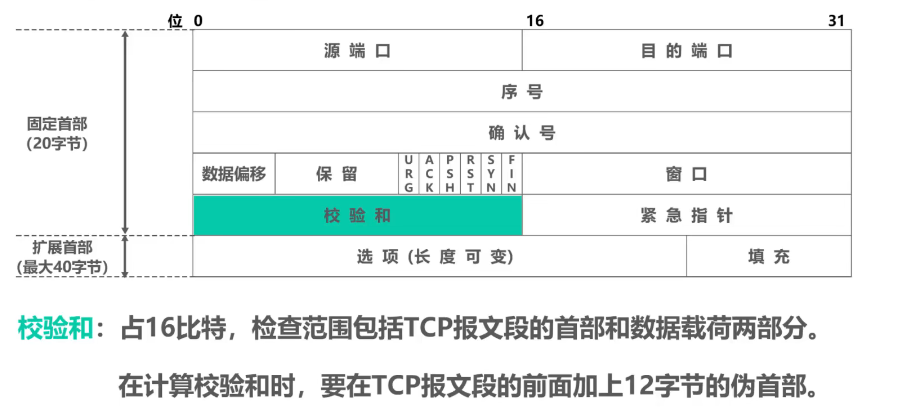 位 0 16 31
源端口 目的端口
序号
确认号
固定首部
(20字节)
数据偏移 保留 URG ACK PSH RST SYN FIN 窗口
校验和 紧急指针
扩展首部
(最大40字节)
选项(长度可变) 填充
校验和：占16比特，检查范围包括TCP报文段的首部和数据载荷两部分。
在计算校验和时，要在TCP报文段的前面加上12字节的伪首部。